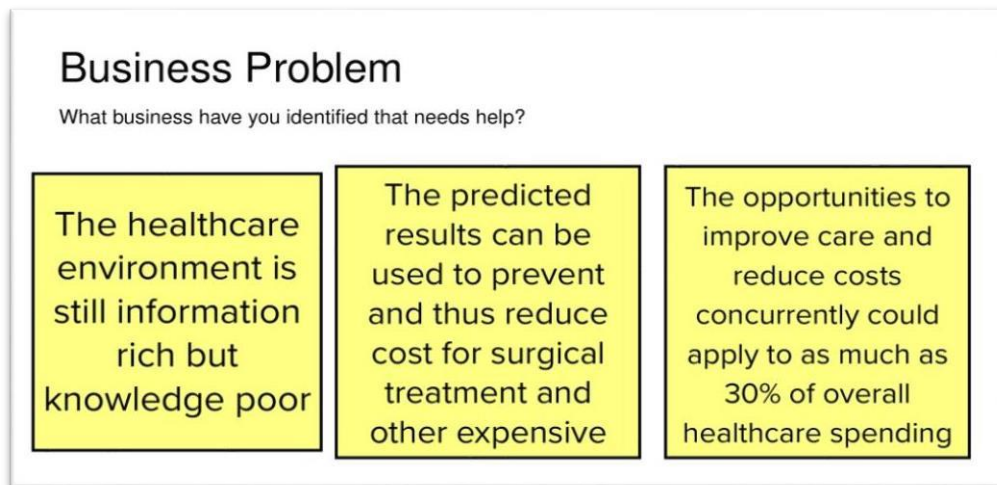 Business Problem
What business have you identified that needs help?
The healthcare
environment is
still information
rich but
knowledge poor
The predicted
results can be
used to prevent
and thus reduce
cost for surgical
treatment and
other expensive
The opportunities to
improve care and
reduce costs
concurrently could
apply to as much as
30% of overall
healthcare spending